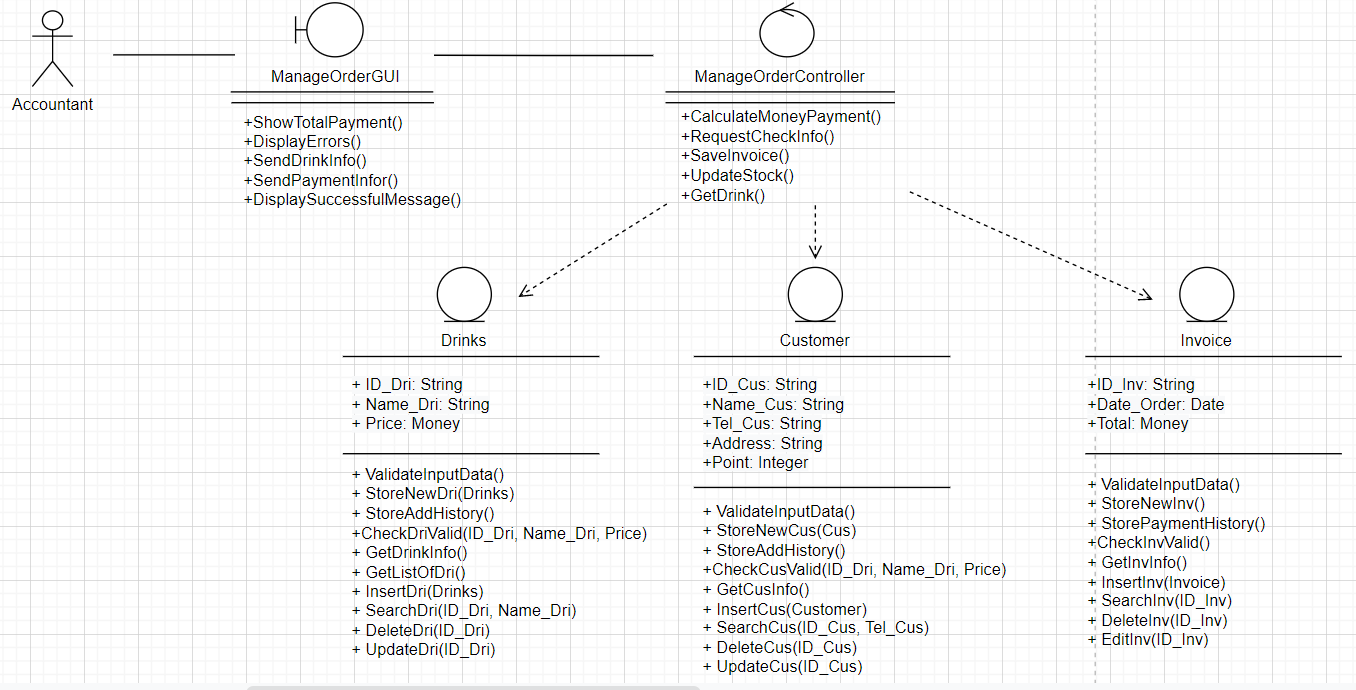 Accountant
ManageOrderGUI
+ShowTotalPayment()
+DisplayErrors()
+SendDrinkInfo()
+SendPaymentInfor()
+DisplaySuccessfulMessage()
ManageOrderController
+CalculateMoneyPayment()
+RequestCheckInfo()
+SaveInvoice()
+UpdateStock()
+GetDrink()
Drinks
+ ID_Dri: String
+ Name_Dri: String
+ Price: Money
+ ValidateInputData()
+ StoreNewDri(Drinks)
+ StoreAddHistory()
+CheckDriValid(ID_Dri, Name_Dri, Price)
+ GetDrinkInfo()
+ GetListOfDri()
+ InsertDri(Drinks)
+ SearchDri(ID_Dri, Name_Dri)
+ DeleteDri(ID_Dri)
+ UpdateDri(ID_Dri)
Customer
+ID_Cus: String
+Name_Cus: String
+Tel_Cus: String
+Address: String
+Point: Integer
+ ValidateInputData()
+ StoreNewCus(Cus)
+ StoreAddHistory()
+CheckCusValid(ID_Dri, Name_Dri, Price)
+ GetCusInfo()
+ InsertCus(Customer)
+ SearchCus(ID_Cus, Tel_Cus)
+ DeleteCus(ID_Cus)
+ UpdateCus(ID_Cus)
Invoice
+ID_Inv: String
+Date_Order: Date
+Total: Money
+ ValidateInputData()
+ StoreNewInv()
+ StorePaymentHistory()
+CheckInvValid()
+ GetInvInfo()
+ InsertInv(Invoice)
+ SearchInv(ID_Inv)
+ DeleteInv(ID_Inv)
+ EditInv(ID_Inv)